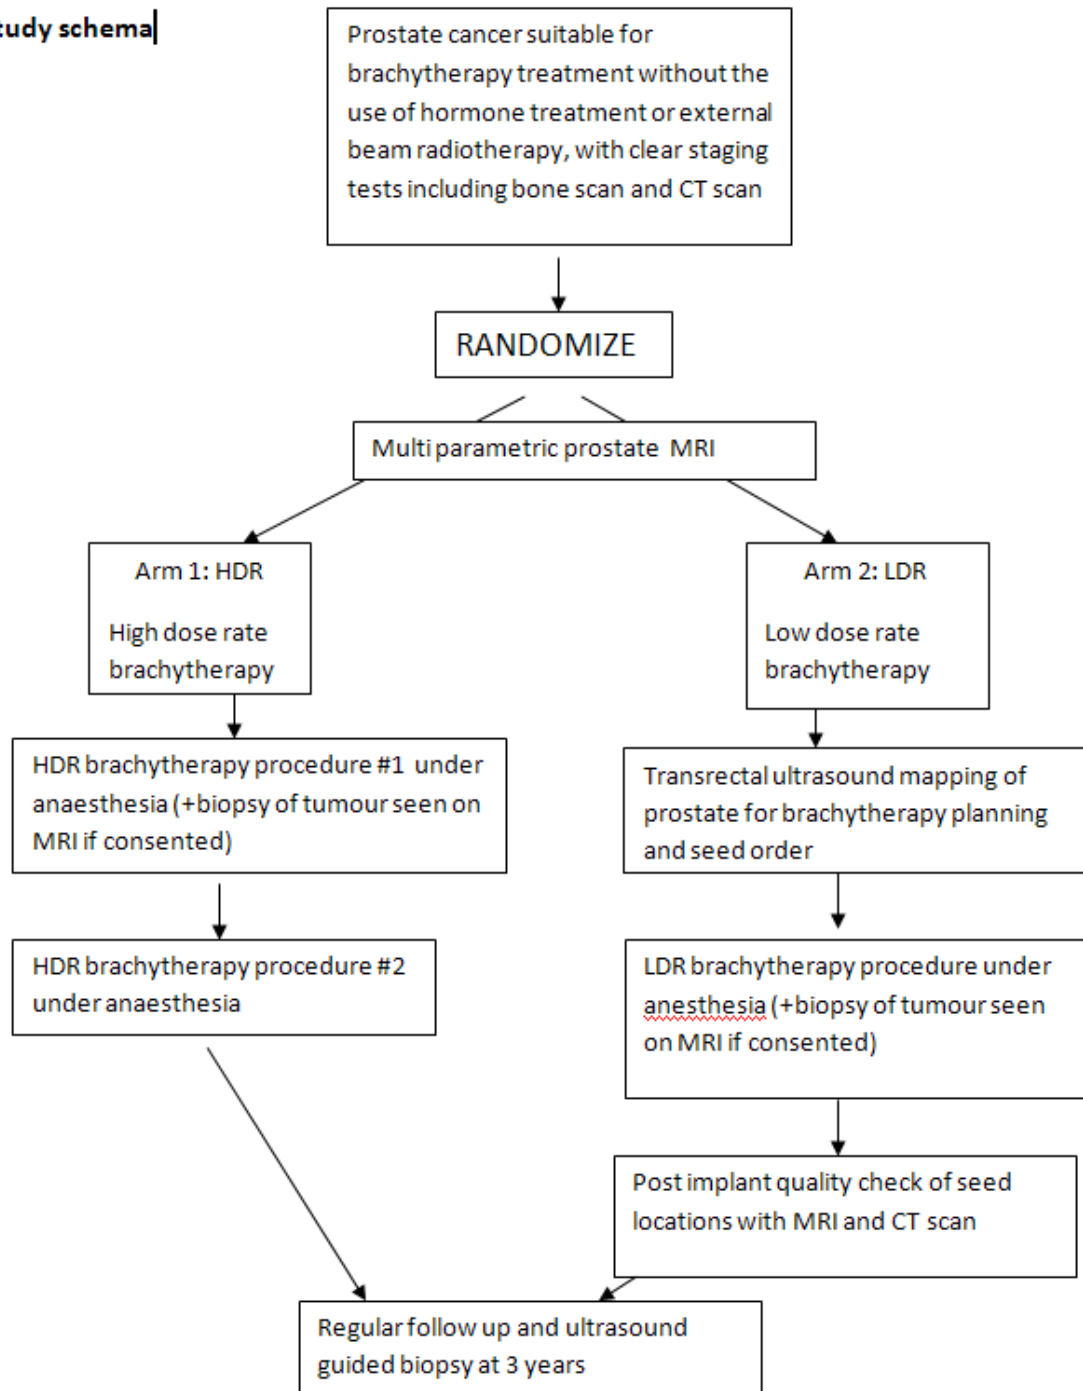 tudy schema
Prostate cancer suitable for
brachytherapy treatment without the
use of hormone treatment or external
beam radiotherapy, with clear staging
tests including bone scan and CT scan
RANDOMIZE
Multi parametric prostate MRI
Arm 1: HDR
High dose rate
brachytherapy
Arm 2: LDR
Low dose rate
brachytherapy
HDR brachytherapy procedure #1 under
anaesthesia (+biopsy of tumour seen on
MRI if consented)
Transrectal ultrasound mapping of
prostate for brachytherapy planning
and seed order
HDR brachytherapy procedure #2
under anaesthesia
LDR brachytherapy procedure under
anesthesia (+biopsy of tumour seen
on MRI if consented)
Post implant quality check of seed
locations with MRI and CT scan
Regular follow up and ultrasound
guided biopsy at 3 years